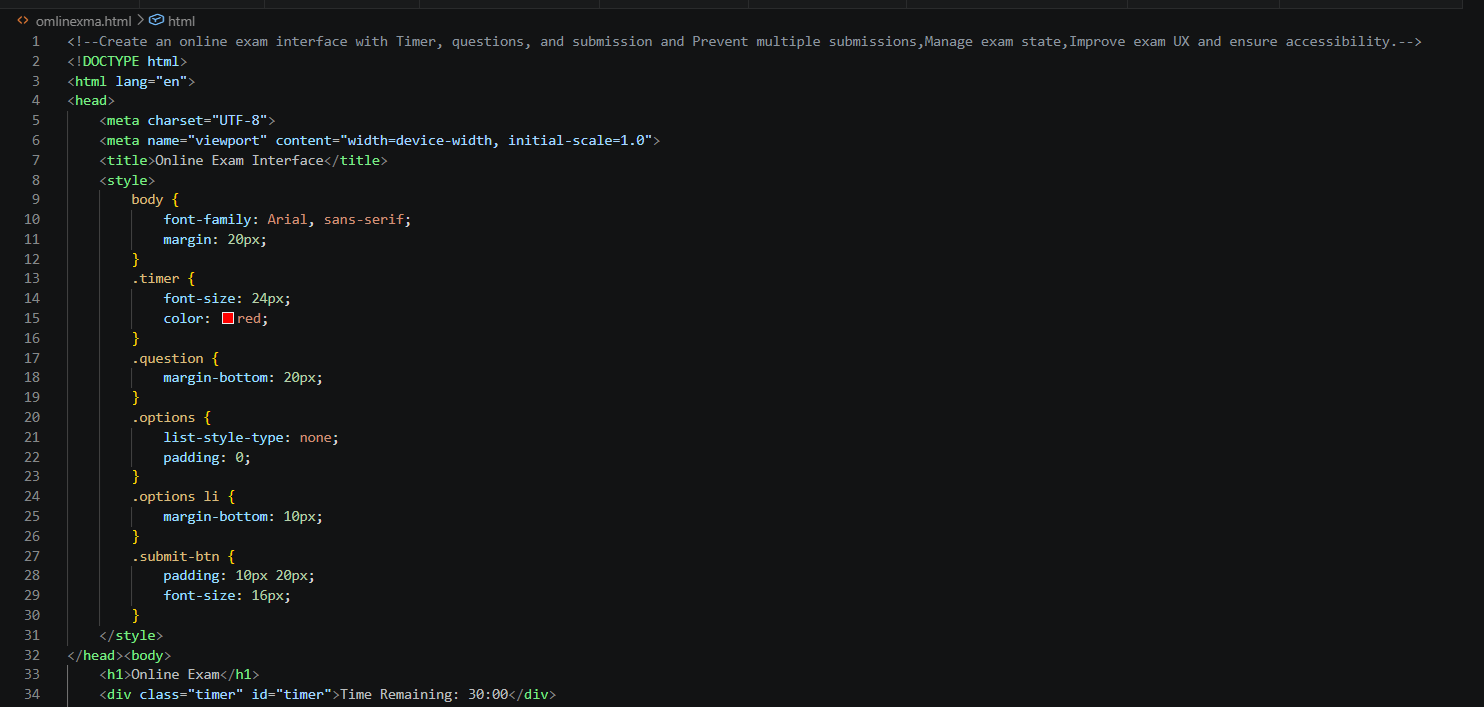 omlinexma.html > html
1 <!--Create an online exam interface with Timer, questions, and submission and Prevent multiple submissions,Manage exam state,Improve exam UX and ensure accessibility.-->
2 <!DOCTYPE html>
3 <html lang="en">
4 <head>
5     <meta charset="UTF-8">
6     <meta name="viewport" content="width=device-width, initial-scale=1.0">
7     <title>Online Exam Interface</title>
8     <style>
9         body {
10             font-family: Arial, sans-serif;
11             margin: 20px;
12         }
13         .timer {
14             font-size: 24px;
15             color: red;
16         }
17         .question {
18             margin-bottom: 20px;
19         }
20         .options {
21             list-style-type: none;
22             padding: 0;
23         }
24         .options li {
25             margin-bottom: 10px;
26         }
27         .submit-btn {
28             padding: 10px 20px;
29             font-size: 16px;
30         }
31     </style>
32 </head><body>
33     <h1>Online Exam</h1>
34     <div class="timer" id="timer">Time Remaining: 30:00</div>